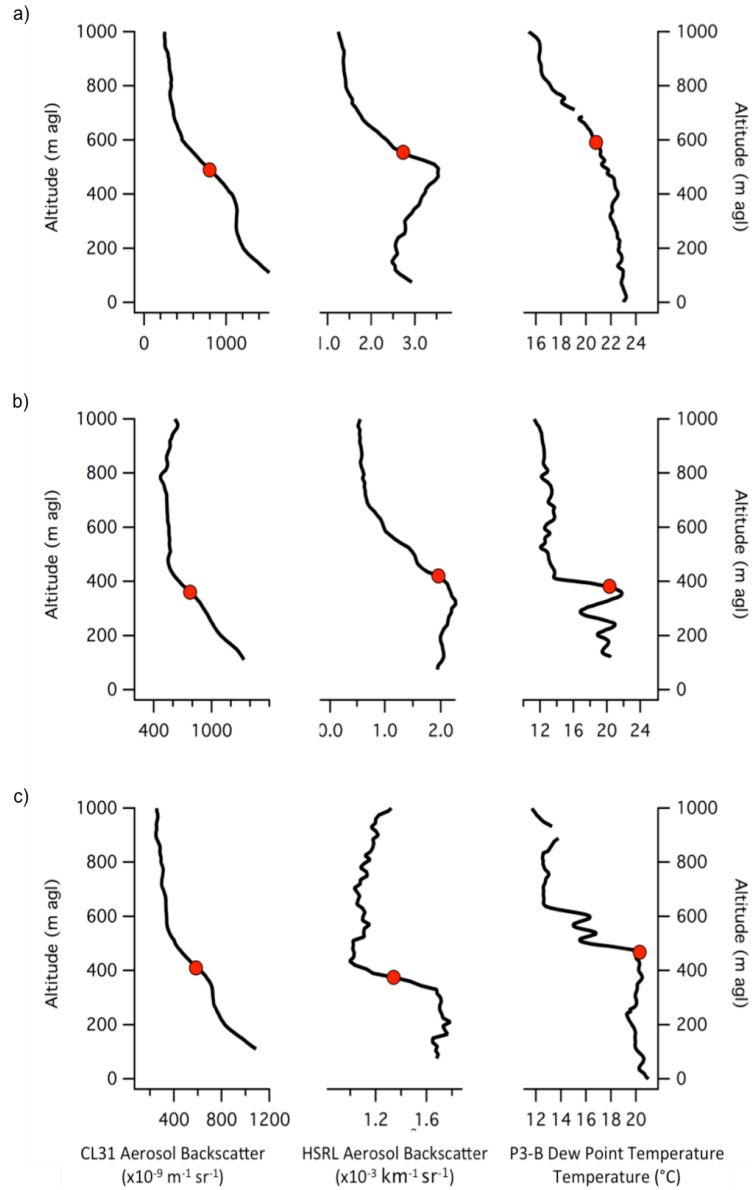 a)
1000 1000
800 800
600 600
400 400
200 200
0 0
Altitude (m agl) Altitude (m agl)
0 1000 1.0 2.0 3.0 16 18 20 22 24
b)
1000 1000
800 800
600 600
400 400
200 200
0 0
Altitude (m agl) Altitude (m agl)
400 1000 0.0 1.0 2.0 12 16 20 24
c)
1000 1000
800 800
600 600
400 400
200 200
0 0
Altitude (m agl) Altitude (m agl)
400 800 1200 1.2 1.6 12 14 16 18 20
CL31 Aerosol Backscatter HSRL Aerosol Backscatter P3-B Dew Point Temperature
(x10⁻⁹ m⁻¹ sr⁻¹) (x10⁻³ km⁻¹ sr⁻¹) Temperature (°C)